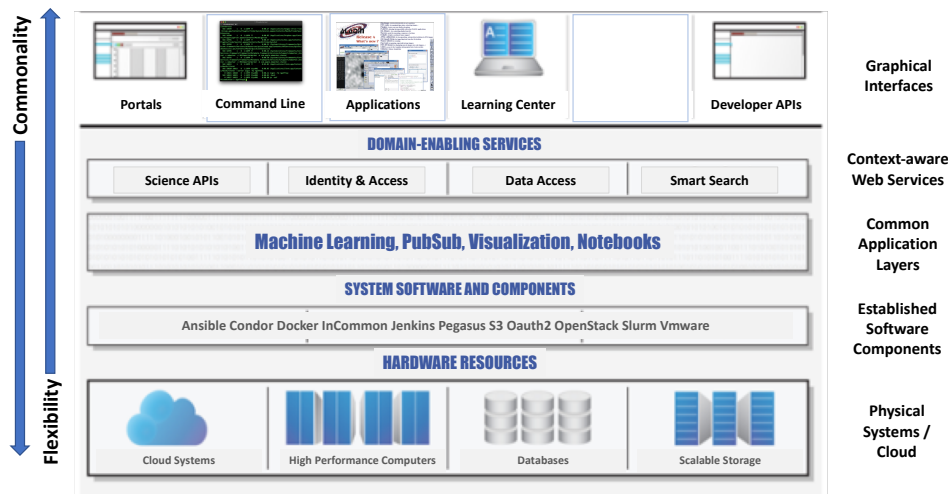 Commonality
Flexibility
Portals
Command Line
Applications
Learning Center
Developer APIs
Graphical
Interfaces
DOMAIN-ENABLING SERVICES
Science APIs
Identity & Access
Data Access
Smart Search
Context-aware
Web Services
Machine Learning, PubSub, Visualization, Notebooks
Common
Application
Layers
SYSTEM SOFTWARE AND COMPONENTS
Ansible Condor Docker InCommon Jenkins Pegasus S3 Oauth2 OpenStack Slurm Vmware
Established
Software
Components
HARDWARE RESOURCES
Cloud Systems
High Performance Computers
Databases
Scalable Storage
Physical
Systems /
Cloud
A